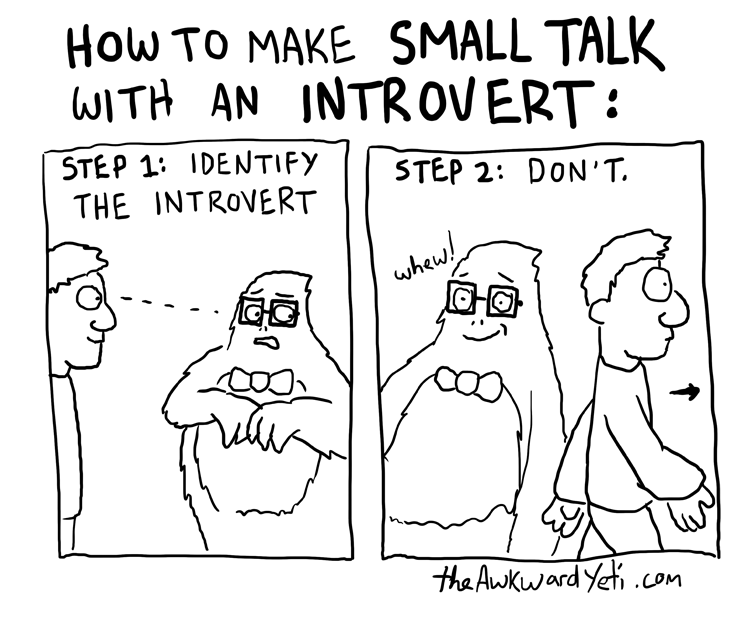 HOW TO MAKE SMALL TALK
WITH AN INTROVERT:
STEP 1: IDENTIFY
THE INTROVERT
STEP 2: DON'T.
whew!
theAwkwardYeti.com